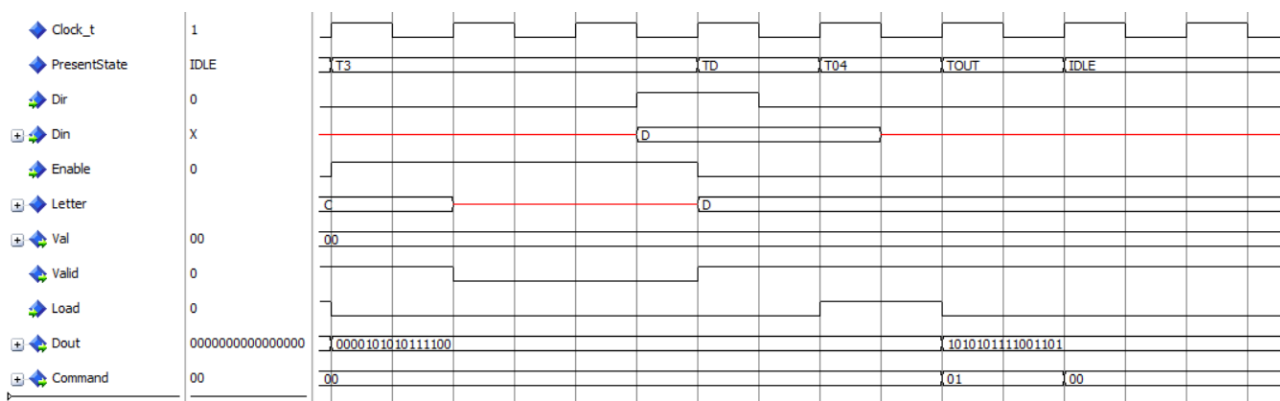 Clock_t 1
PresentState IDLE T3 TD T04 TOUT IDLE
Dir 0
Din X D
Enable 0
Letter C D
Val 00 00
Valid 0
Load 0
Dout 0000000000000000 0000101010111100 1010101111001101
Command 00 00 01 00